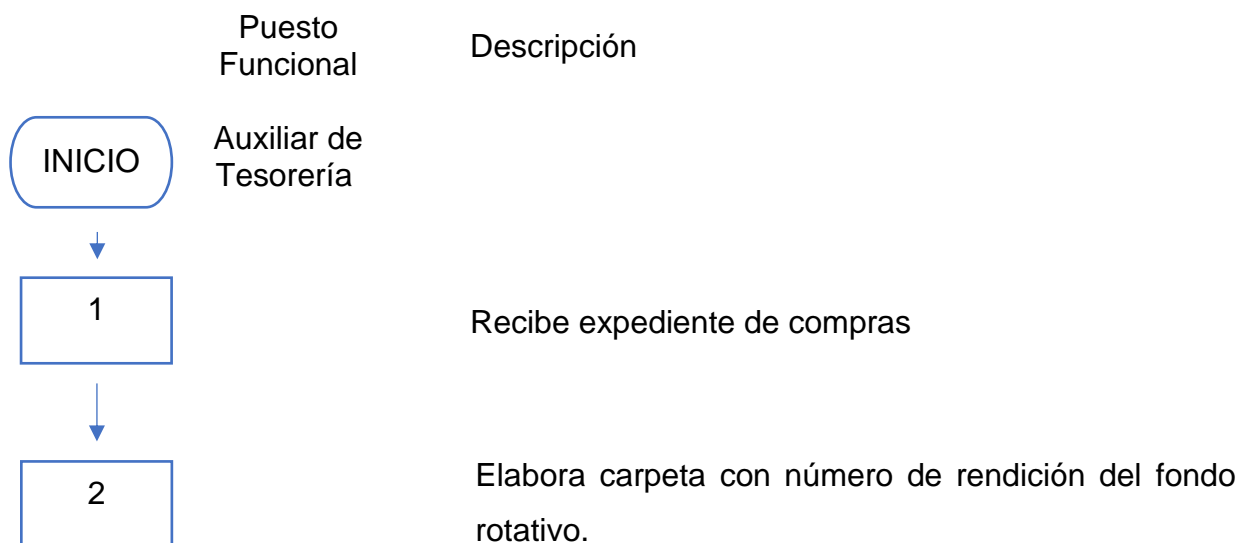 Puesto
Funcional
Descripción
INICIO
Auxiliar de
Tesorería
1
Recibe expediente de compras
2
Elabora carpeta con número de rendición del fondo
rotativo.